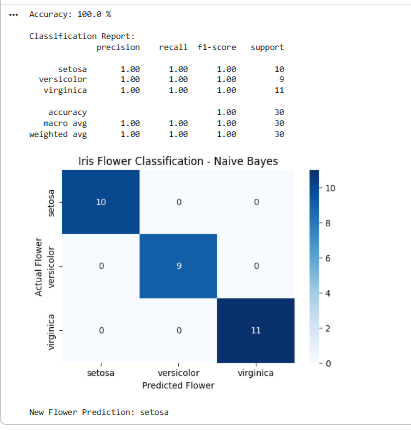 Accuracy: 100.0 %
Classification Report:
precision recall f1-score support
setosa 1.00 1.00 1.00 10
versicolor 1.00 1.00 1.00 9
virginica 1.00 1.00 1.00 11
accuracy 1.00 30
macro avg 1.00 1.00 1.00 30
weighted avg 1.00 1.00 1.00 30
Iris Flower Classification - Naive Bayes
Actual Flower
setosa
versicolor
virginica
10 0 0
0 9 0
0 0 11
setosa versicolor virginica
Predicted Flower
10
8
6
4
2
0
New Flower Prediction: setosa